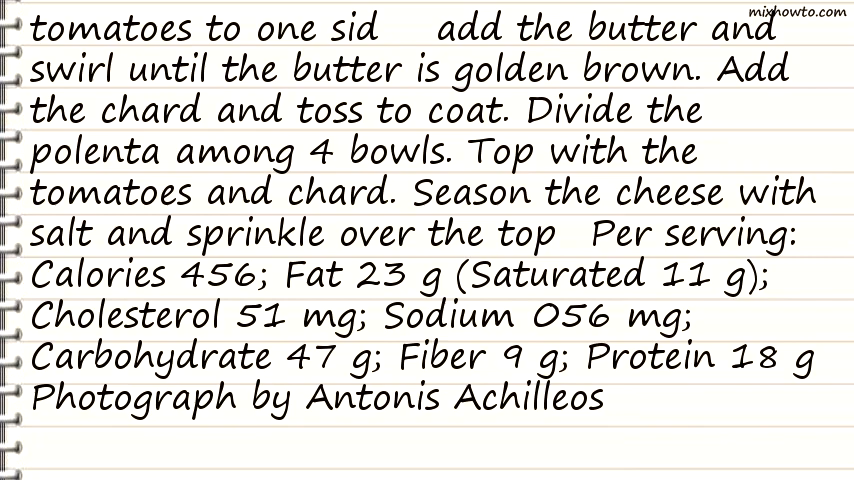 mixhowto.com
tomatoes to one sid add the butter and
swirl until the butter is golden brown. Add
the chard and toss to coat. Divide the
polenta among 4 bowls. Top with the
tomatoes and chard. Season the cheese with
salt and sprinkle over the top Per serving:
Calories 456; Fat 23 g (Saturated 11 g);
Cholesterol 51 mg; Sodium 056 mg;
Carbohydrate 47 g; Fiber 9 g; Protein 18 g
Photograph by Antonis Achilleos